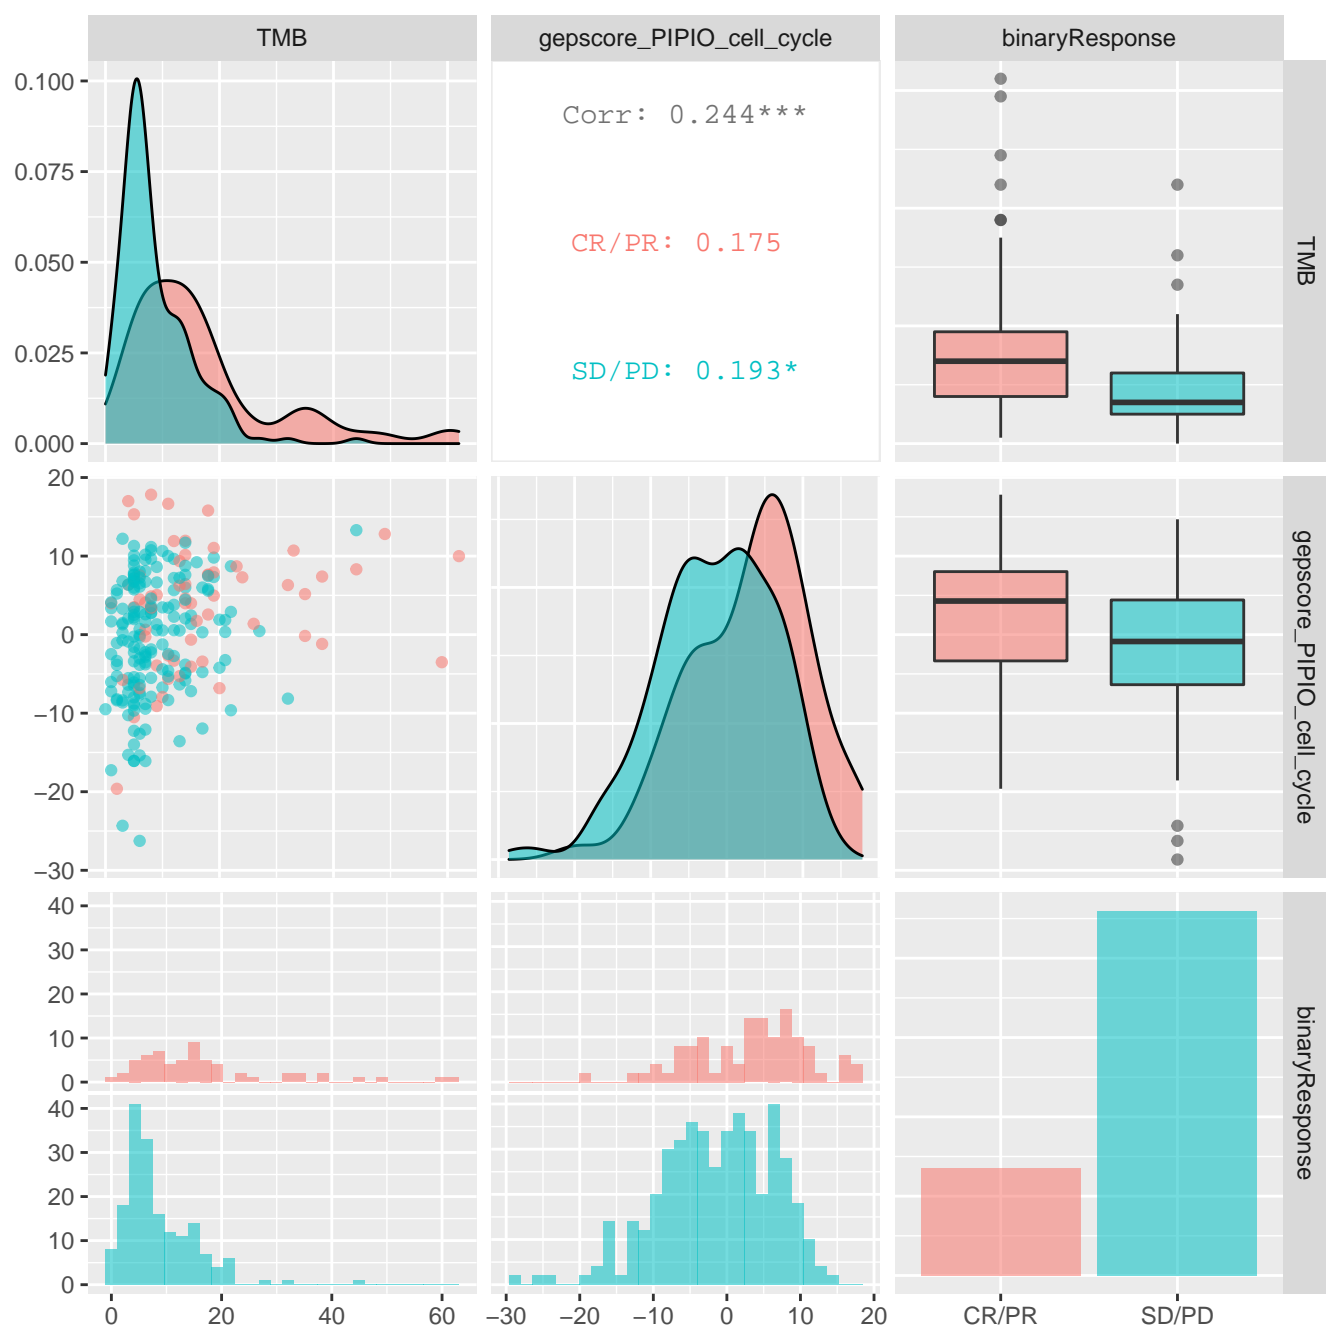 TMB gepscore_PIPIO_cell_cycle binaryResponse
0.100
0.075
0.050
0.025
0.000
Corr: 0.244***
CR/PR: 0.175
SD/PD: 0.193*
TMB
20
10
0
−10
−20
−30
gepscore_PIPIO_cell_cycle
40
30
20
10
0
40
30
20
10
0
binaryResponse
0 20 40 60
−30 −20 −10 0 10 20
CR/PR SD/PD